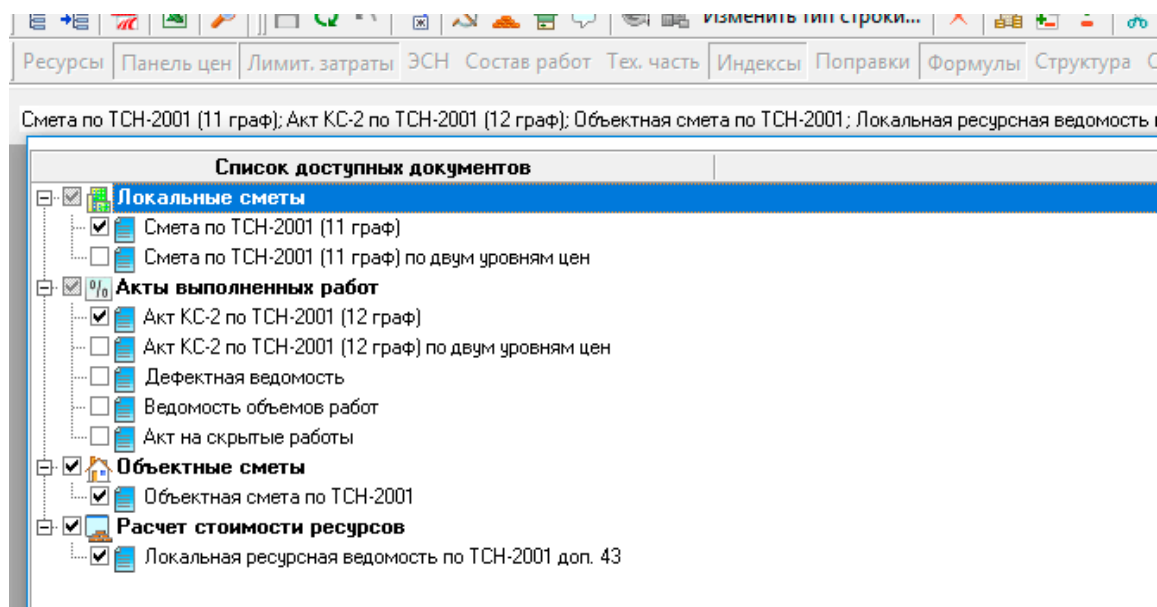 Изменить тип строки...
Ресурсы Панель цен Лимит. затраты ЭСН Состав работ Тех. часть Индексы Поправки Формулы Структура
Смета по ТСН-2001 (11 граф); Акт КС-2 по ТСН-2001 (12 граф); Объектная смета по ТСН-2001; Локальная ресурсная ведомость
Список доступных документов
Локальные сметы
Смета по ТСН-2001 (11 граф)
Смета по ТСН-2001 (11 граф) по двум уровням цен
% Акты выполненных работ
Акт КС-2 по ТСН-2001 (12 граф)
Акт КС-2 по ТСН-2001 (12 граф) по двум уровням цен
Дефектная ведомость
Ведомость объемов работ
Акт на скрытые работы
Объектные сметы
Объектная смета по ТСН-2001
Расчет стоимости ресурсов
Локальная ресурсная ведомость по ТСН-2001 доп. 43